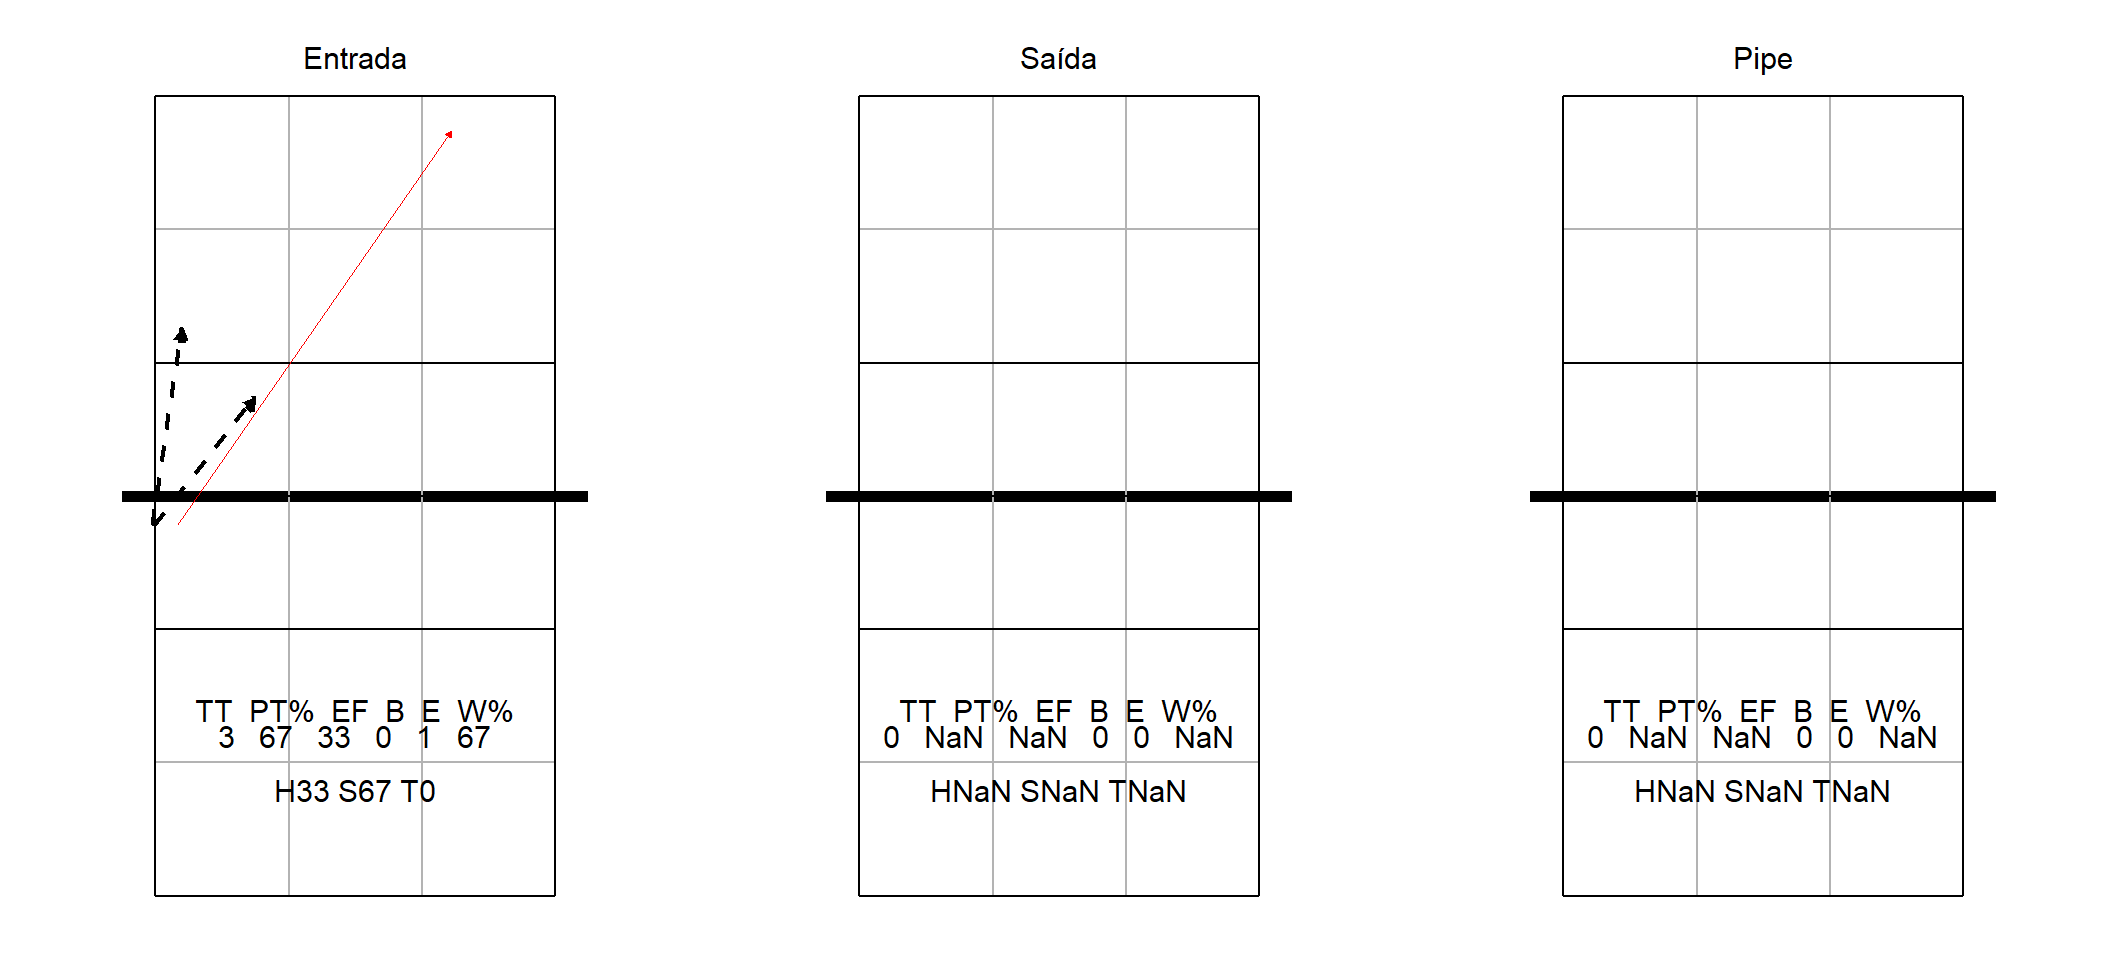 Entrada
TT PT% EF B E W%
3 67 33 0 1 67
H33 S67 T0
Saída
TT PT% EF B E W%
0 NaN NaN 0 0 NaN
HNaN SNaN TNaN
Pipe
TT PT% EF B E W%
0 NaN NaN 0 0 NaN
HNaN SNaN TNaN